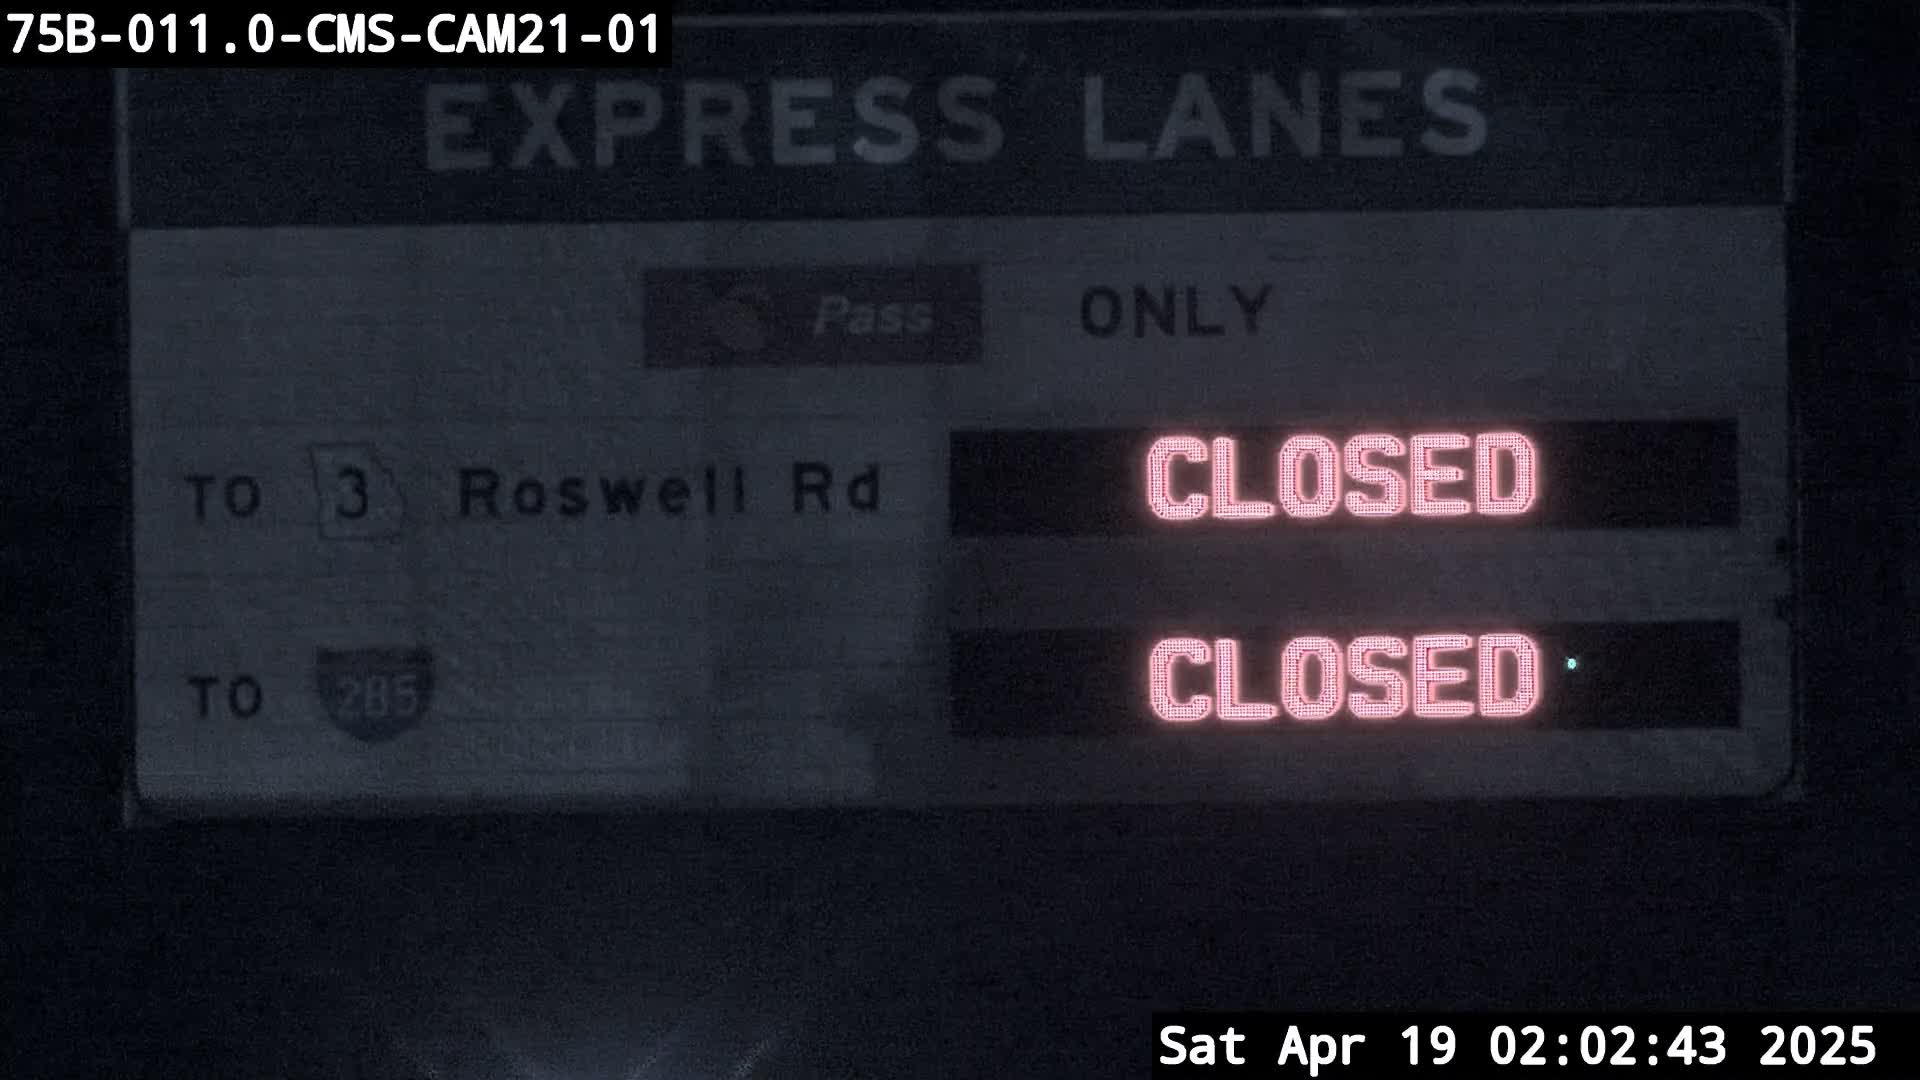 75B-011.0-CMS-CAM21-01
EXPRESS LANES
Pass ONLY
TO 3 Roswell Rd CLOSED
TO 285 CLOSED
Sat Apr 19 02:02:43 2025